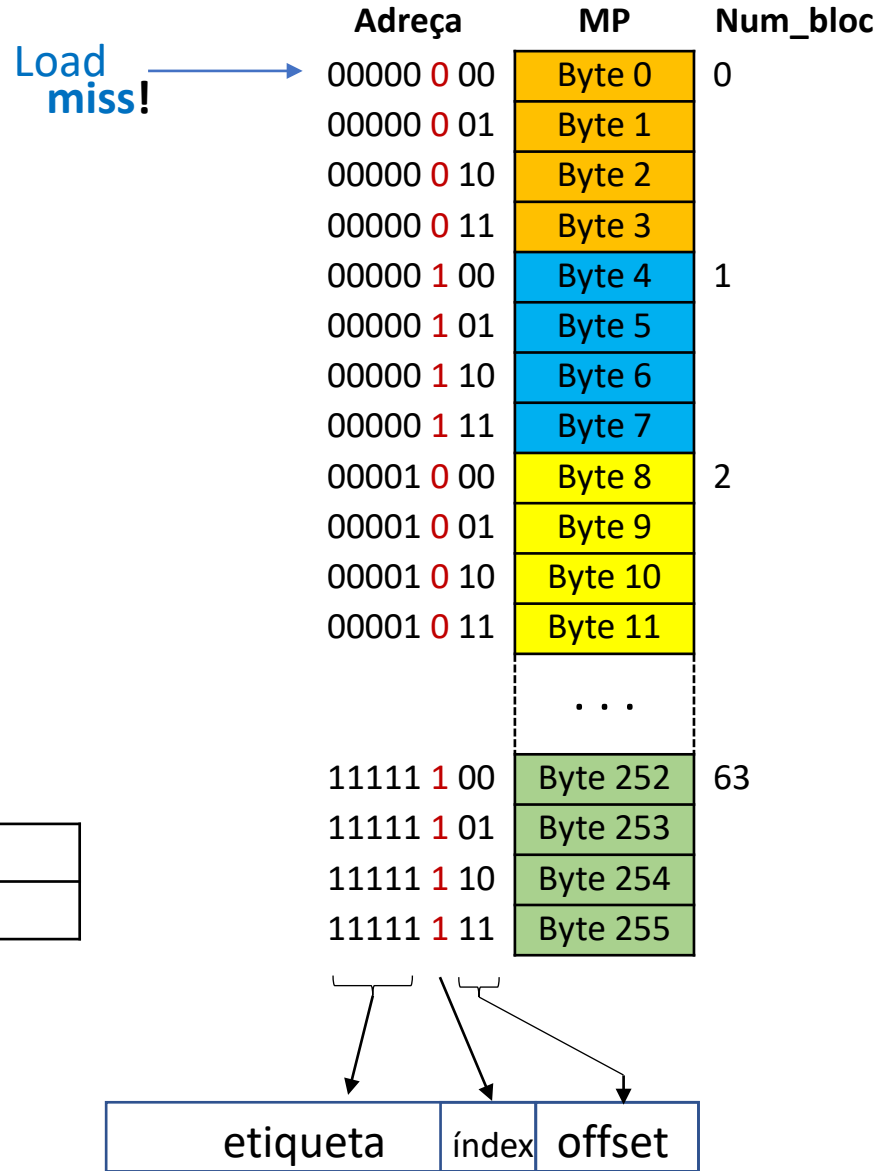 Adreça MP Num_bloc
Load
miss!
00000 0 00 Byte 0 0
00000 0 01 Byte 1
00000 0 10 Byte 2
00000 0 11 Byte 3
00000 1 00 Byte 4 1
00000 1 01 Byte 5
00000 1 10 Byte 6
00000 1 11 Byte 7
00001 0 00 Byte 8 2
00001 0 01 Byte 9
00001 0 10 Byte 10
00001 0 11 Byte 11
. . .
11111 1 00 Byte 252 63
11111 1 01 Byte 253
11111 1 10 Byte 254
11111 1 11 Byte 255
etiqueta índex offset